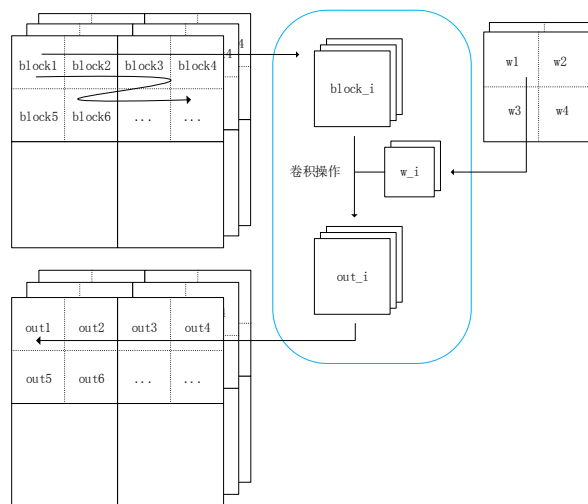 block1 block2 block3 block4
block5 block6 ... ...
block_i
w1 w2
w3 w4
卷积操作
w_i
out_i
out1 out2 out3 out4
out5 out6 ... ...